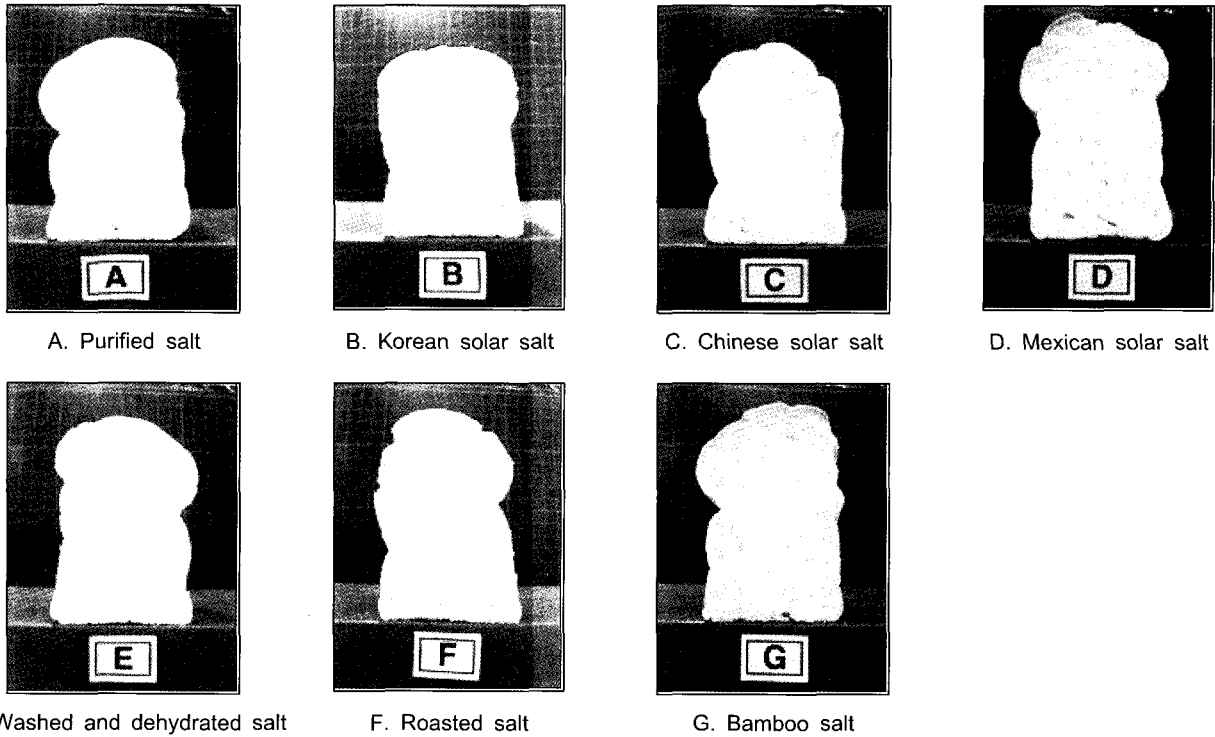 A
B
C
D
A. Purified salt
B. Korean solar salt
C. Chinese solar salt
D. Mexican solar salt
E
F
G
Washed and dehydrated salt
F. Roasted salt
G. Bamboo salt